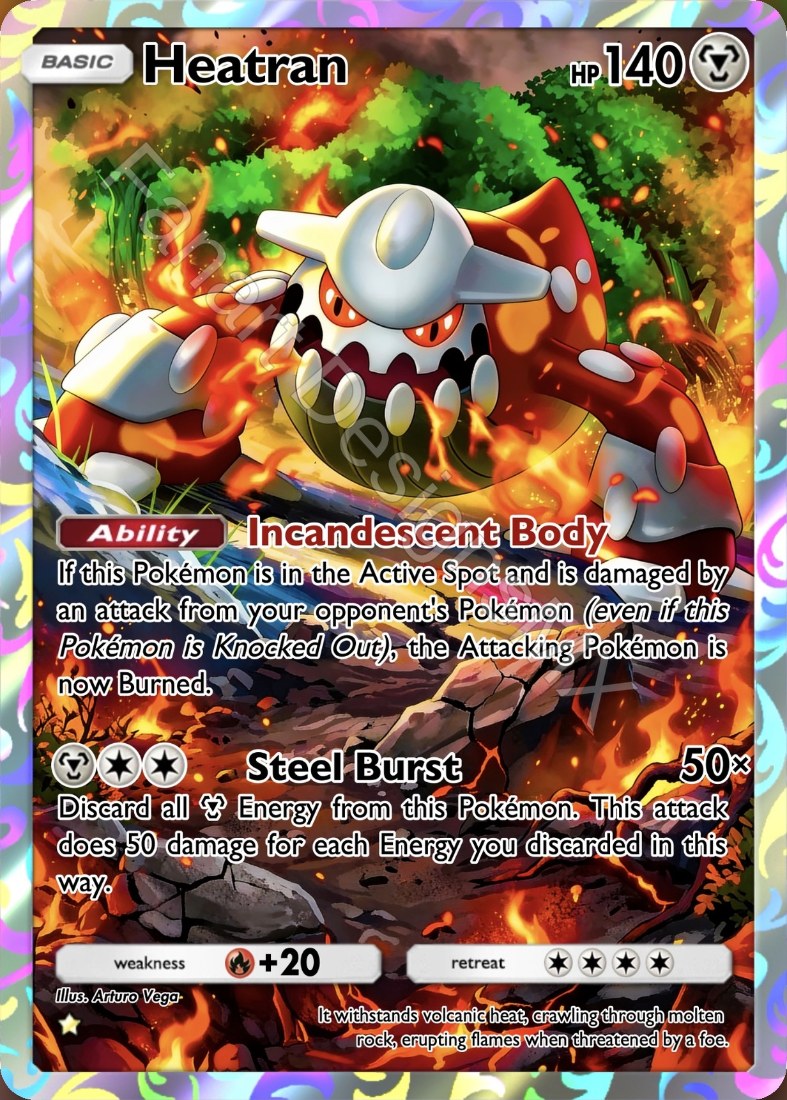 BASIC Heatran HP 140
Ability Incandescent Body
If this Pokémon is in the Active Spot and is damaged by
an attack from your opponent's Pokémon (even if this
Pokémon is Knocked Out), the Attacking Pokémon is
now Burned.
Steel Burst 50×
Discard all Energy from this Pokémon. This attack
does 50 damage for each Energy you discarded in this
way.
weakness +20 retreat
Illus. Arturo Vega
It withstands volcanic heat, crawling through molten
rock, erupting flames when threatened by a foe.
Fanart Design